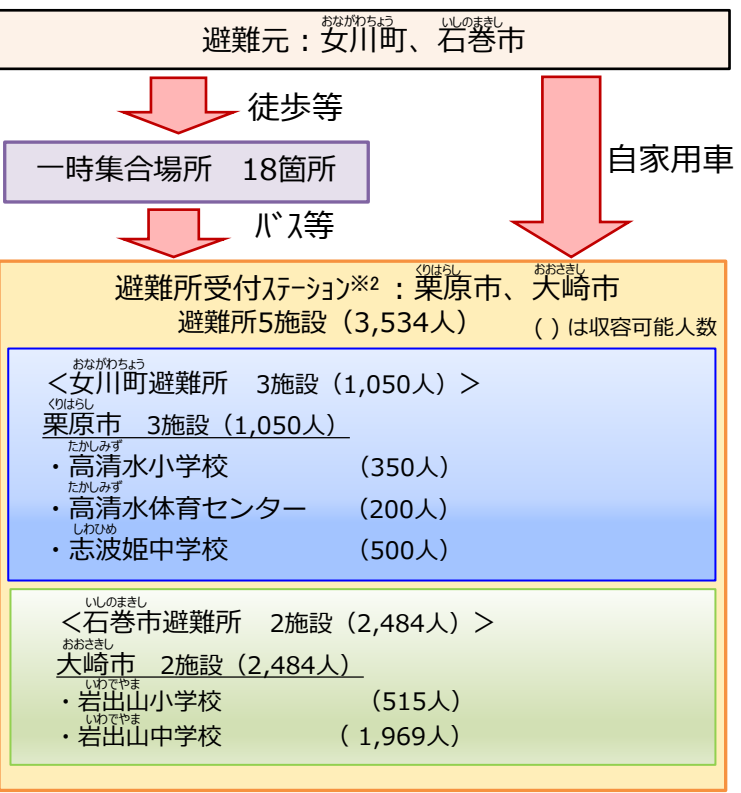 避難元：女川町、石巻市
おながわちょう いしのまきし
徒歩等
自家用車
一時集合場所　18箇所
バス等
くりはらし おおさきし
避難所受付ステーション※2：栗原市、大崎市
避難所5施設（3,534人）　( ) は収容可能人数
おながわちょう
＜女川町避難所　3施設（1,050人）＞
くりはらし
栗原市　3施設（1,050人）
たかしみず
・高清水小学校　（350人）
たかしみず
・高清水体育センター　（200人）
しわひめ
・志波姫中学校　（500人）
いしのまきし
＜石巻市避難所　2施設（2,484人）＞
おおさきし
大崎市　2施設（2,484人）
いわでやま
・岩出山小学校　（515人）
いわでやま
・岩出山中学校　（ 1,969人）